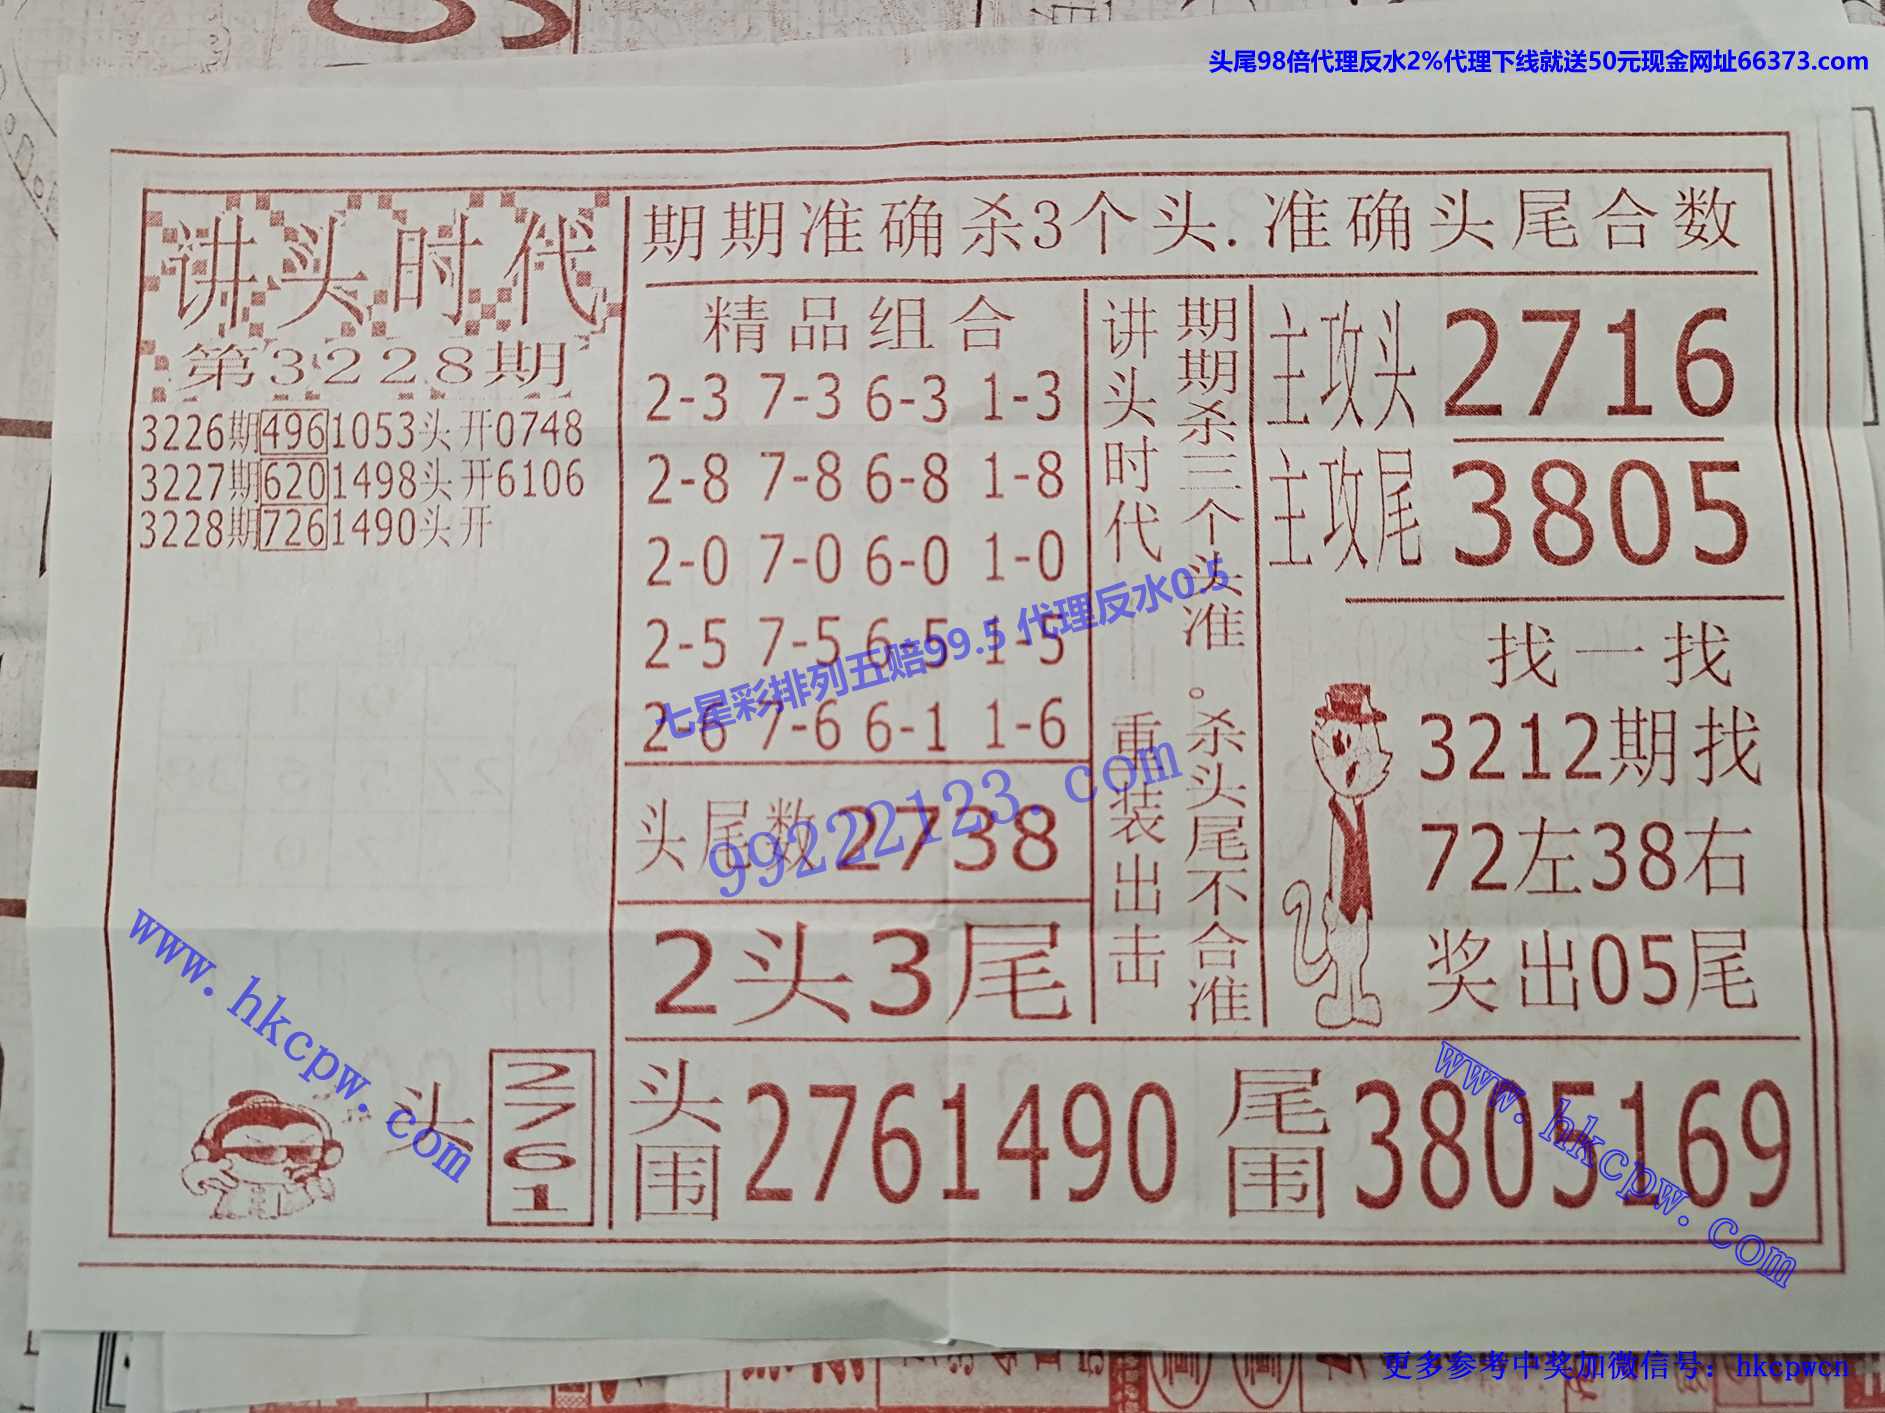 头尾98倍代理反水2%代理下线就送50元现金网址66373.com
讲头时代
第3228期
3226期4961053头开0748
3227期6201498头开6106
3228期7261490头开
头
2761
期期准确杀3个头.准确头尾合数
精品组合
2-3 7-3 6-3 1-3
2-8 7-8 6-8 1-8
2-0 7-0 6-0 1-0
2-5 7-5 6-5 1-5
2-6 7-6 6-1 1-6
头尾数2738
2头3尾
讲头时代
重装出击
期期杀三个头准。杀头尾不合准
主攻头2716
主攻尾3805
找一找
3212期找
72左38右
奖出05尾
头围2761490
尾围3805169
七星彩排列五赔99.5 代理反水0.5
99222123.com
www.hkcpw.com
www.hkcpw.com
更多参考中奖加微信号：hkcpwcn